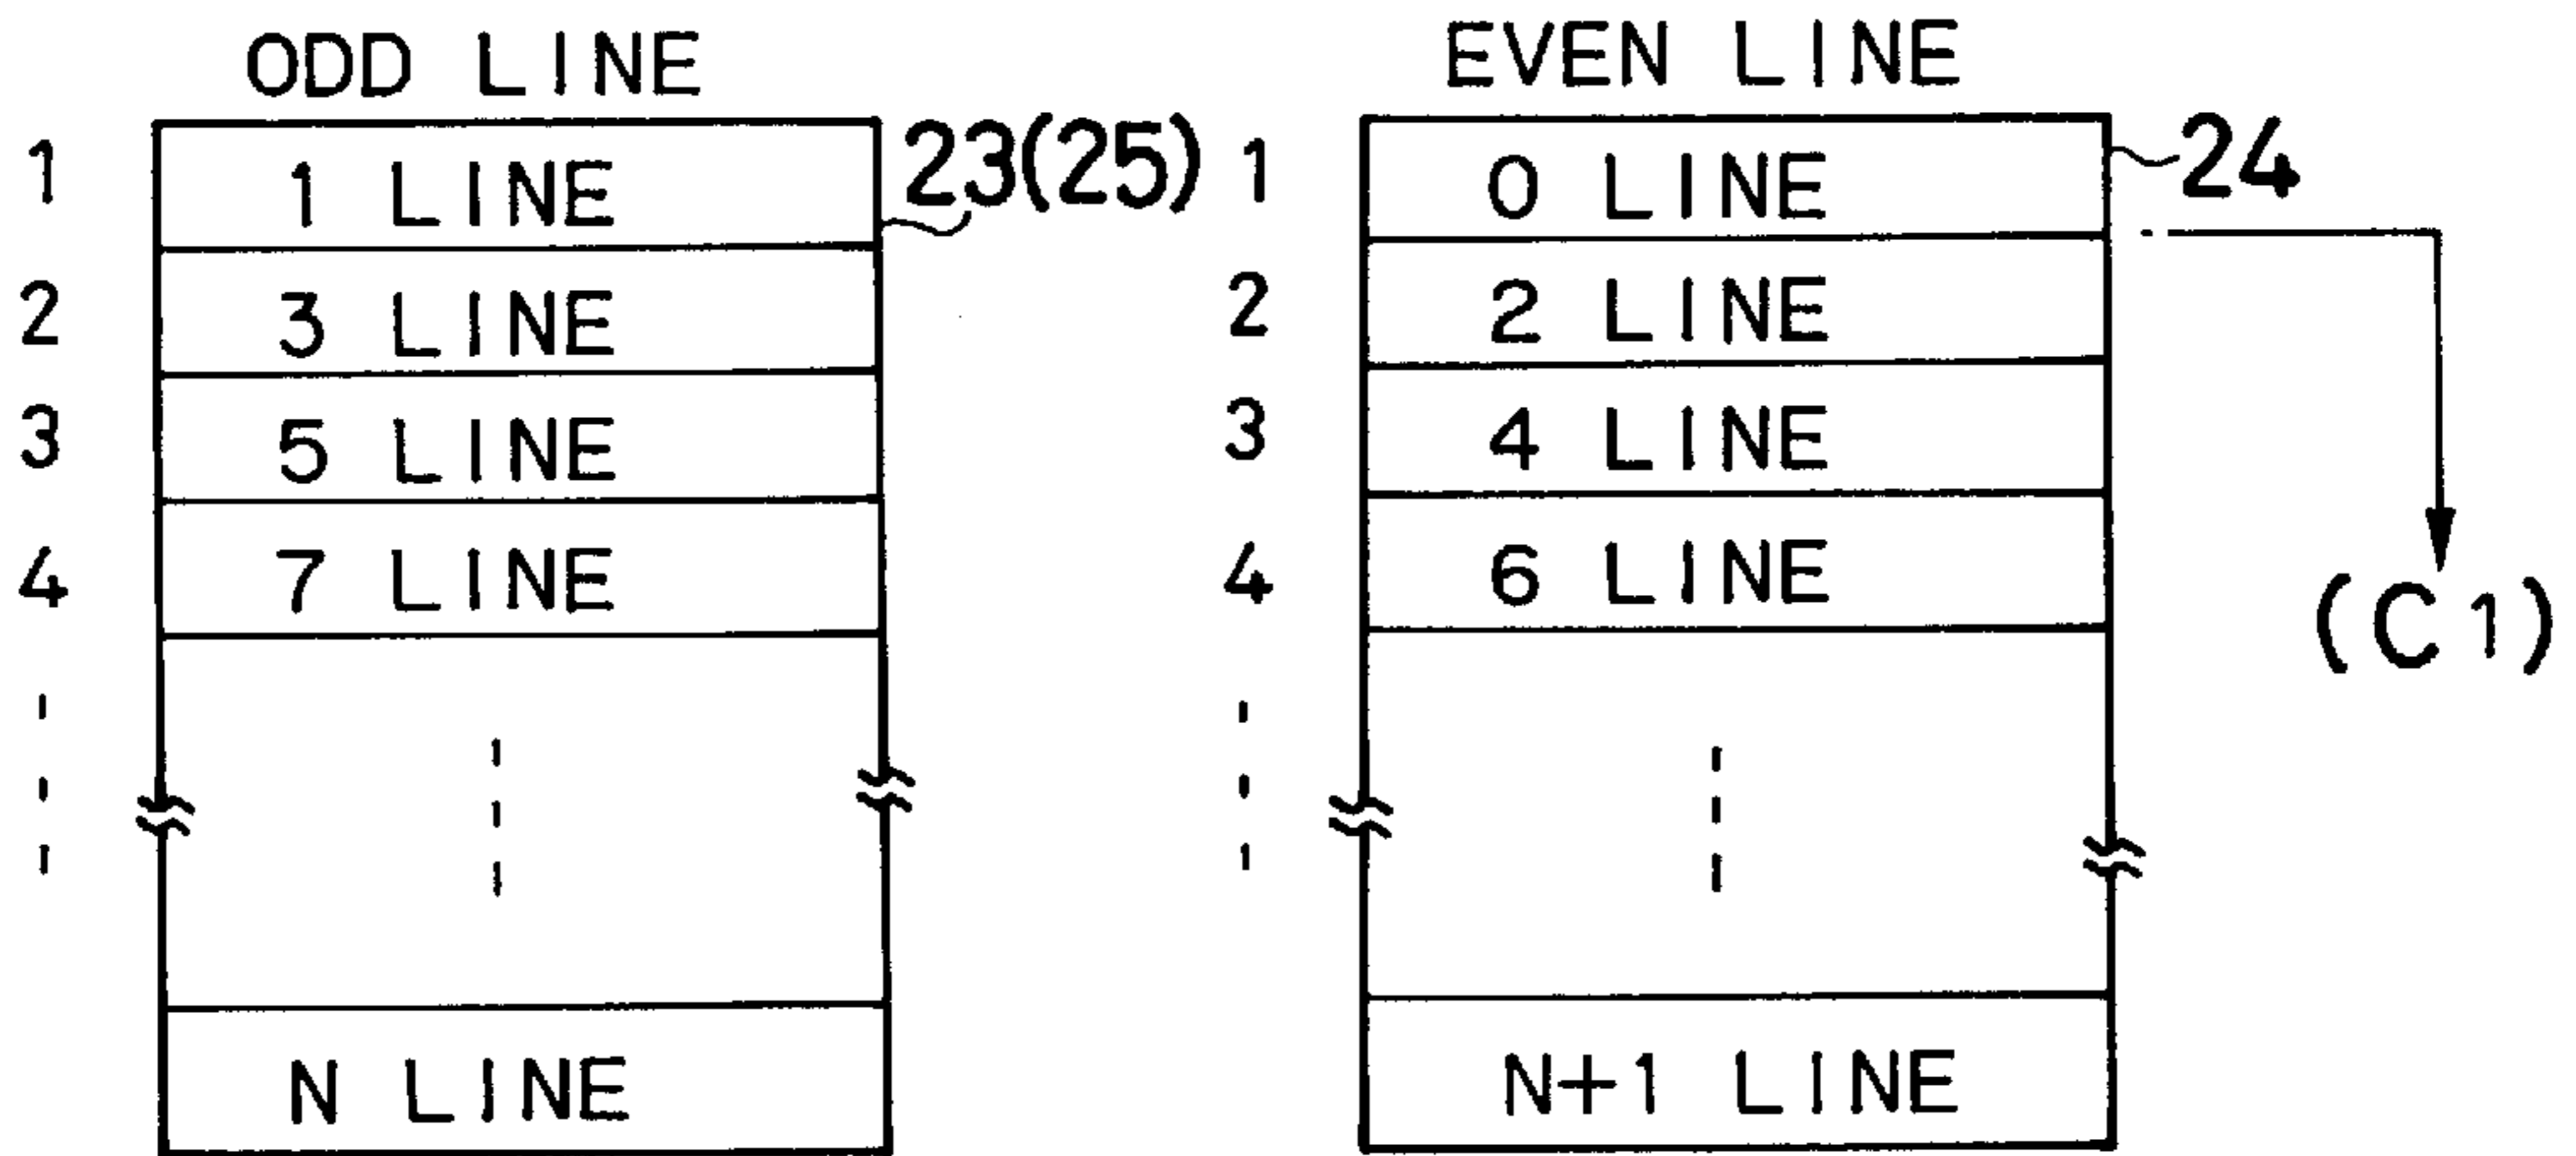 ODD LINE
23(25)
1 1 LINE
2 3 LINE
3 5 LINE
4 7 LINE
N LINE
EVEN LINE
24
1 0 LINE
2 2 LINE
3 4 LINE
4 6 LINE
N+1 LINE
(C1)